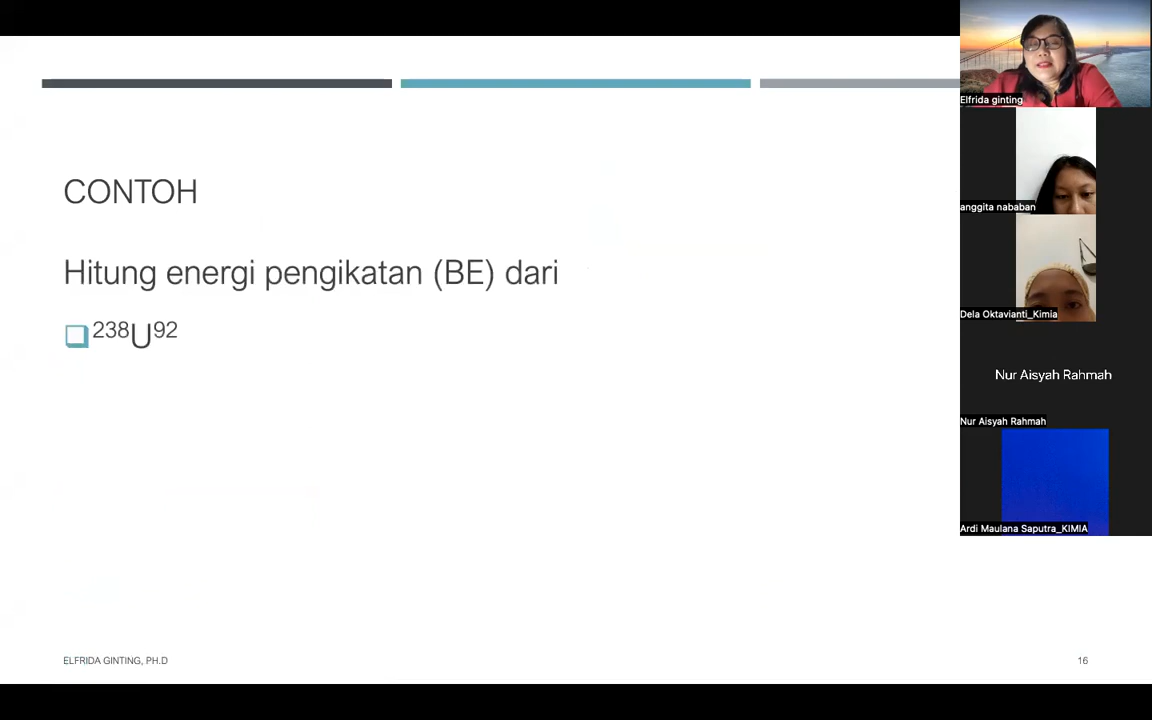 CONTOH
Hitung energi pengikatan (BE) dari
❑ ²³⁸U⁹²
ELFRIDA GINTING, PH.D
16
Elfrida ginting
anggita nababan
Dela Oktavianti_Kimia
Nur Aisyah Rahmah
Nur Aisyah Rahmah
Ardi Maulana Saputra_KIMIA